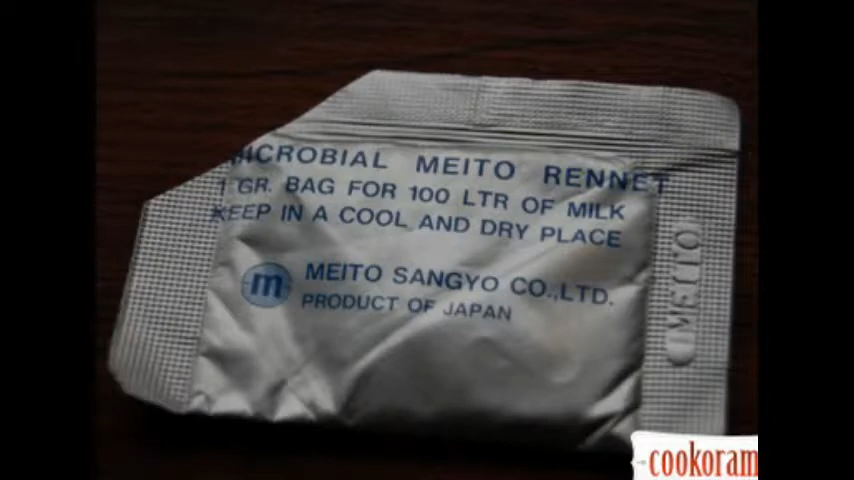 MICROBIAL MEITO RENNET
1 GR. BAG FOR 100 LTR OF MILK
KEEP IN A COOL AND DRY PLACE
m MEITO SANGYO CO.,LTD.
PRODUCT OF JAPAN
MEITO
cookoram